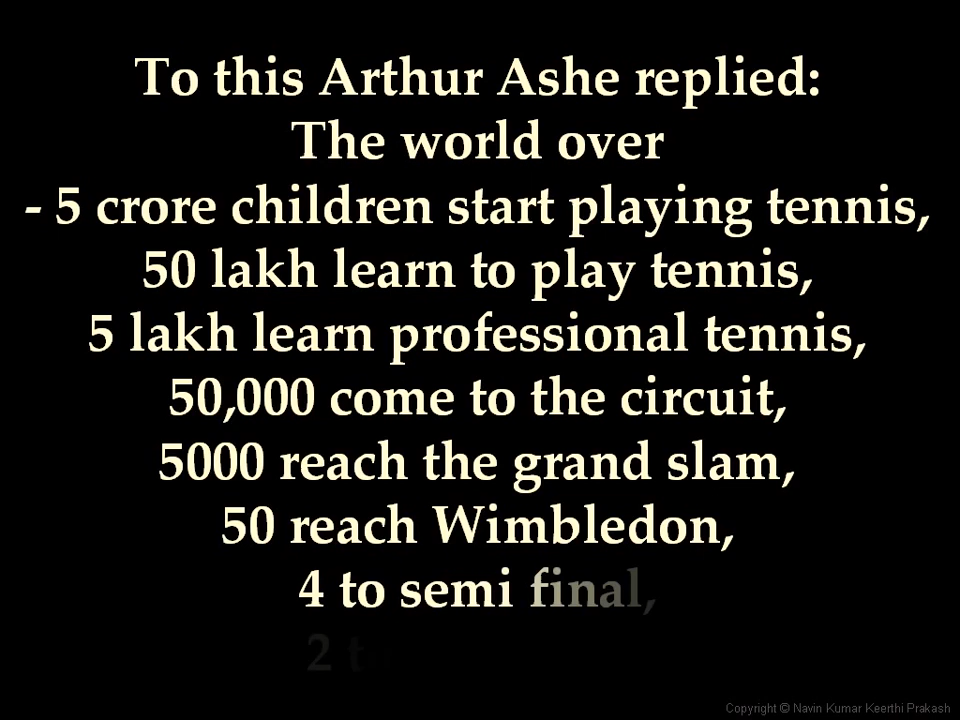 To this Arthur Ashe replied:
The world over
- 5 crore children start playing tennis,
50 lakh learn to play tennis,
5 lakh learn professional tennis,
50,000 come to the circuit,
5000 reach the grand slam,
50 reach Wimbledon,
4 to semi final,
2 to
Copyright © Navin Kumar Keerthi Prakash